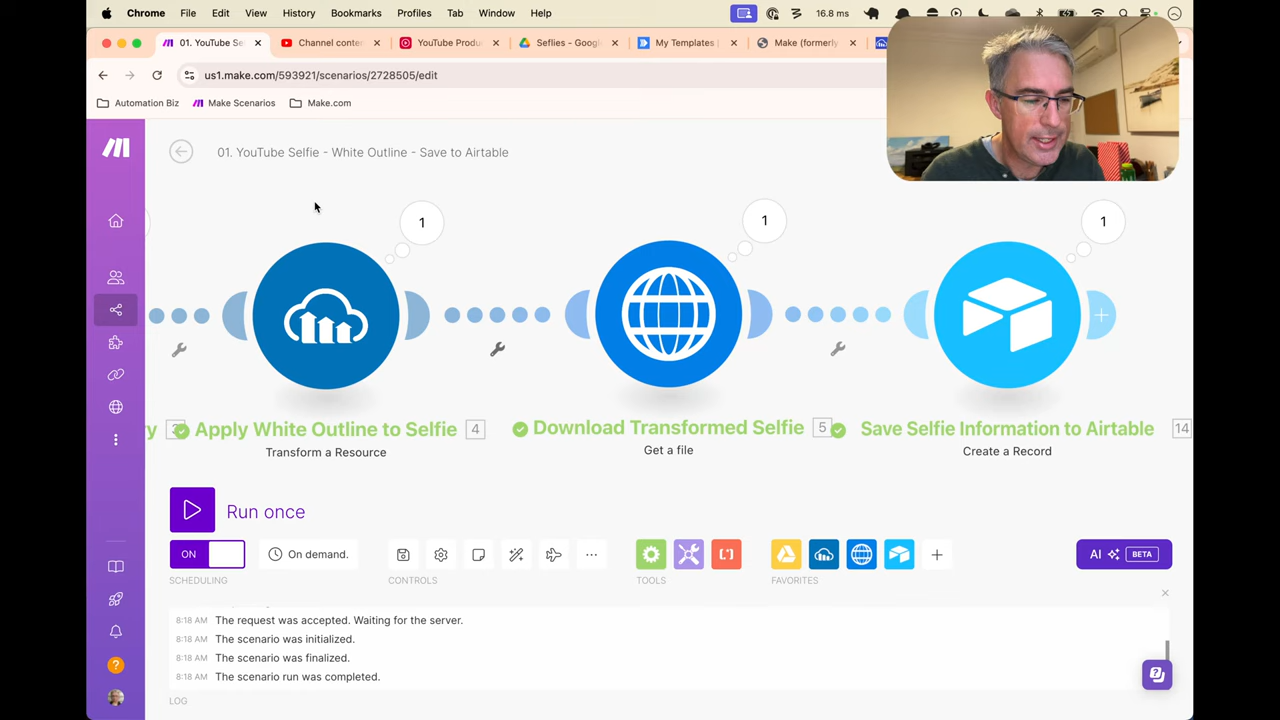 Chrome File Edit View History Bookmarks Profiles Tab Window Help 16.8 ms
01. YouTube Se Channel conten YouTube Produ Seflies - Goog My Templates | Make (formerly
us1.make.com/593921/scenarios/2728505/edit
Automation Biz Make Scenarios Make.com
01. YouTube Selfie - White Outline - Save to Airtable
1 1 1
y 3 Apply White Outline to Selfie 4 Download Transformed Selfie 5 Save Selfie Information to Airtable 14
Transform a Resource Get a file Create a Record
Run once
ON On demand. AI BETA
SCHEDULING CONTROLS TOOLS FAVORITES
8:18 AM The request was accepted. Waiting for the server.
8:18 AM The scenario was initialized.
8:18 AM The scenario was finalized.
8:18 AM The scenario run was completed.
LOG